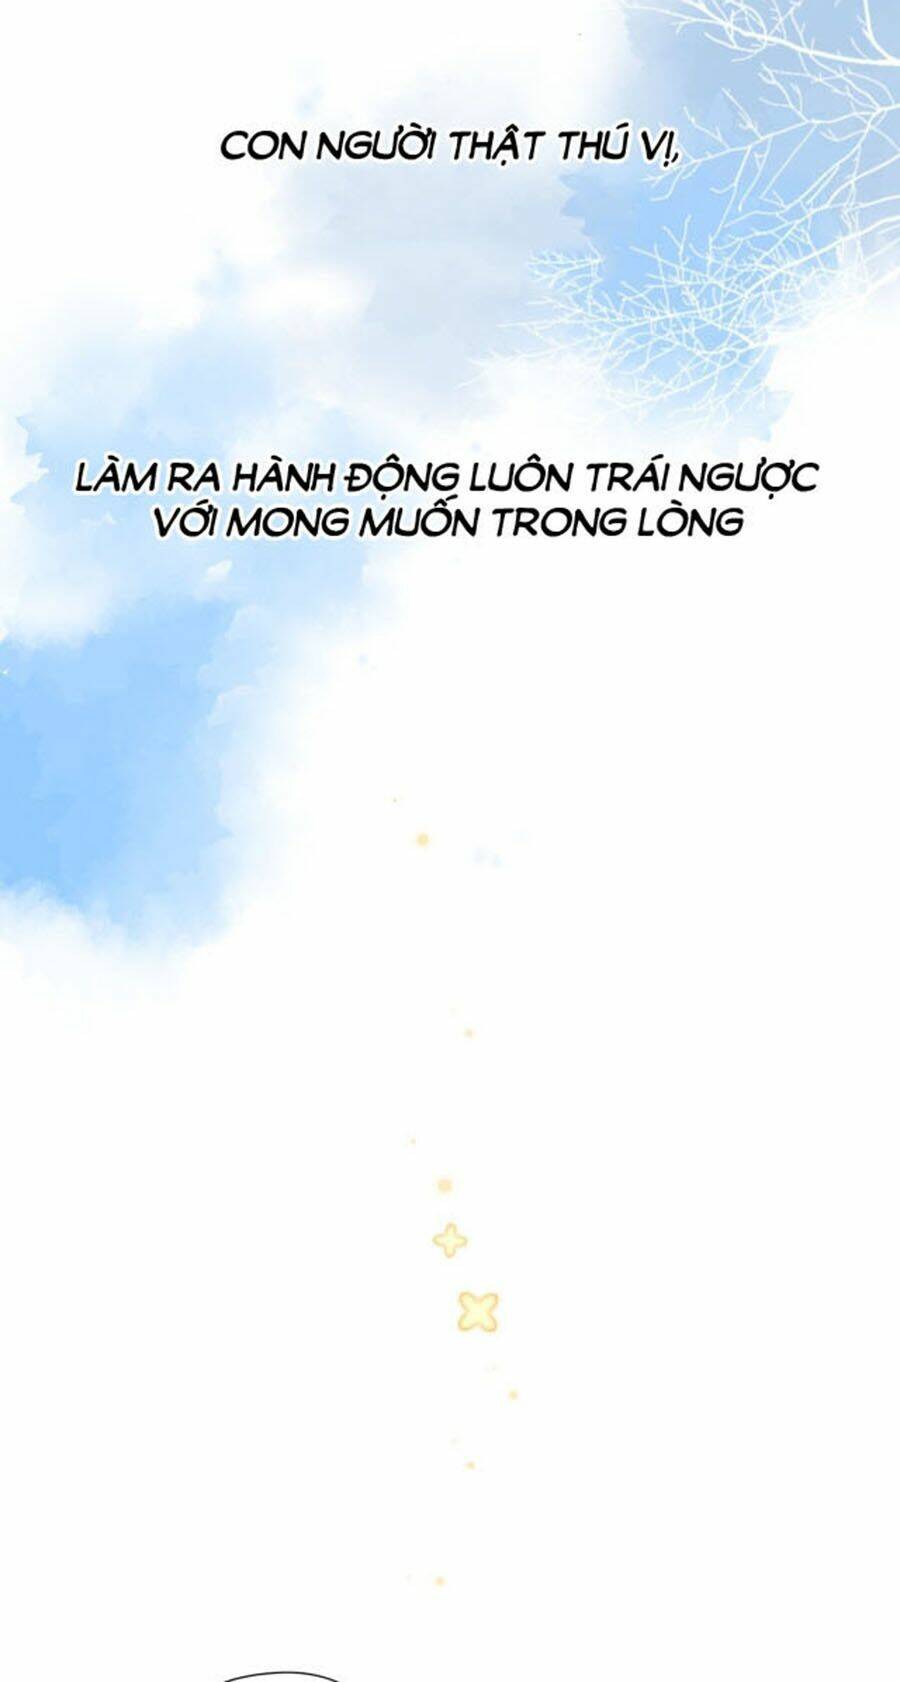 CON NGƯỜI THẬT THÚ VỊ,
LÀM RA HÀNH ĐỘNG LUÔN TRÁI NGƯỢC
VỚI MONG MUỐN TRONG LÒNG